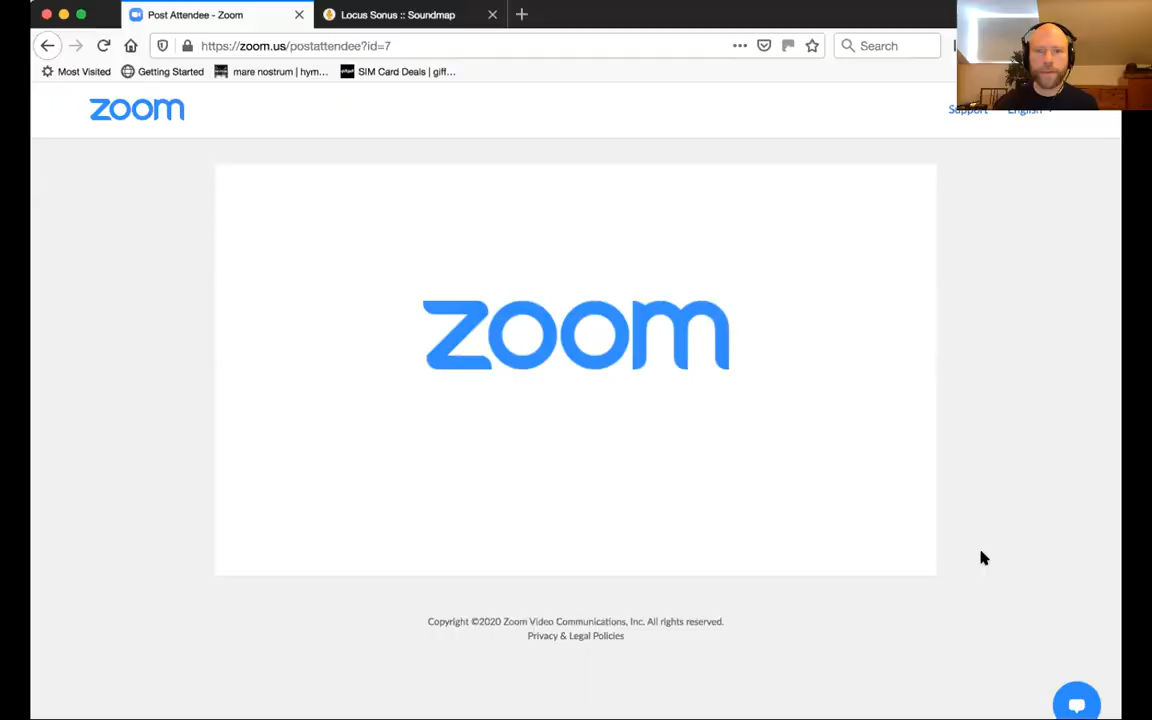 Post Attendee - Zoom
Locus Sonus :: Soundmap
https://zoom.us/postattendee?id=7
Search
Most Visited
Getting Started
mare nostrum | hym...
SIM Card Deals | giff...
zoom
Support
English
zoom
Copyright ©2020 Zoom Video Communications, Inc. All rights reserved.
Privacy & Legal Policies